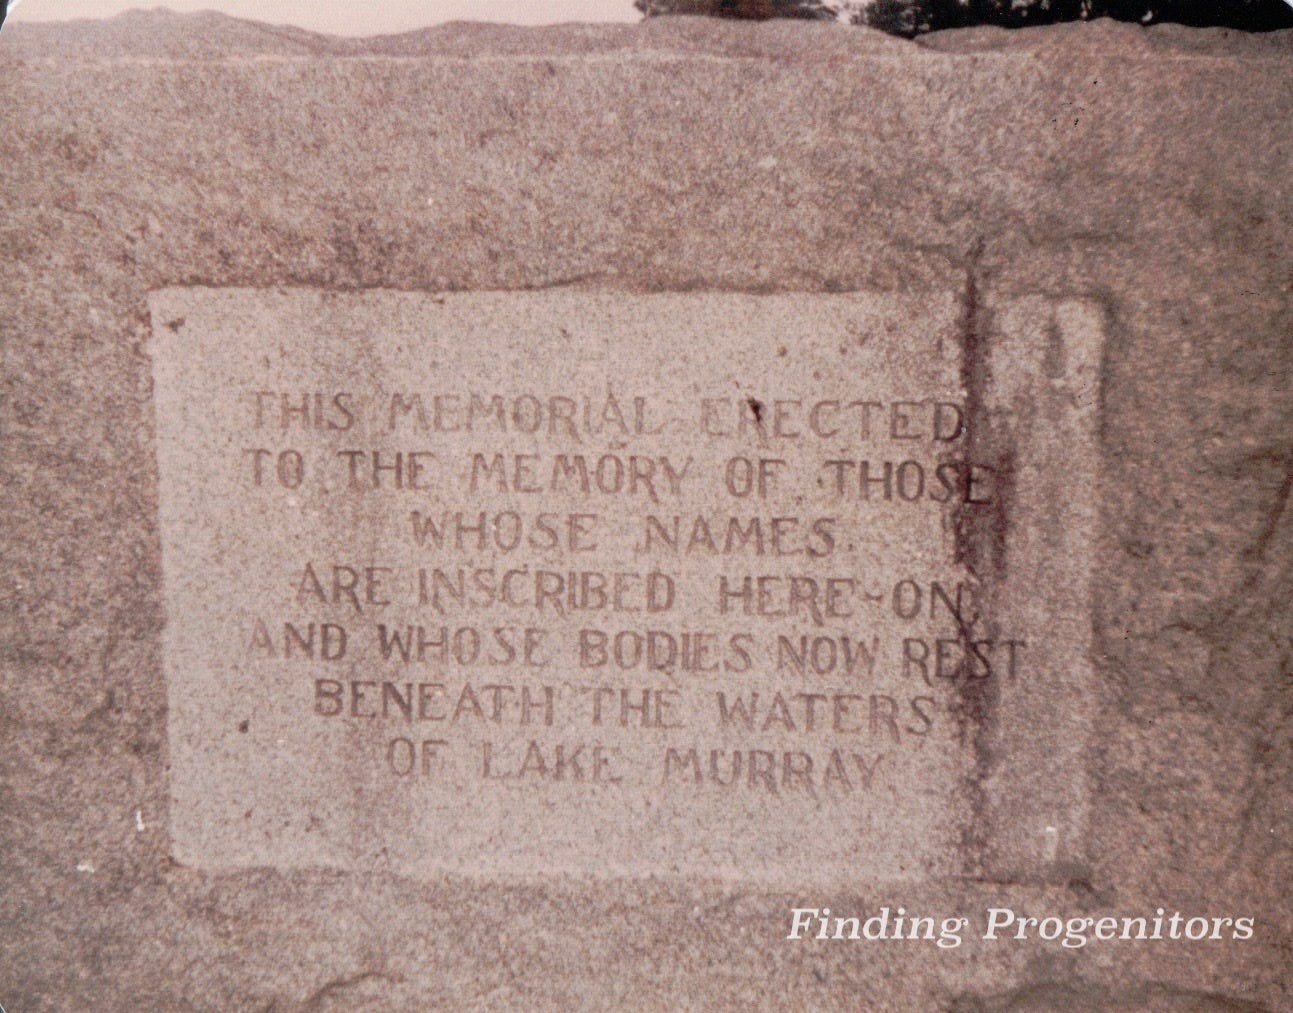 THIS MEMORIAL ERECTED
TO THE MEMORY OF THOSE
WHOSE NAMES
ARE INSCRIBED HERE-ON,
AND WHOSE BODIES NOW REST
BENEATH THE WATERS
OF LAKE MURRAY
Finding Progenitors